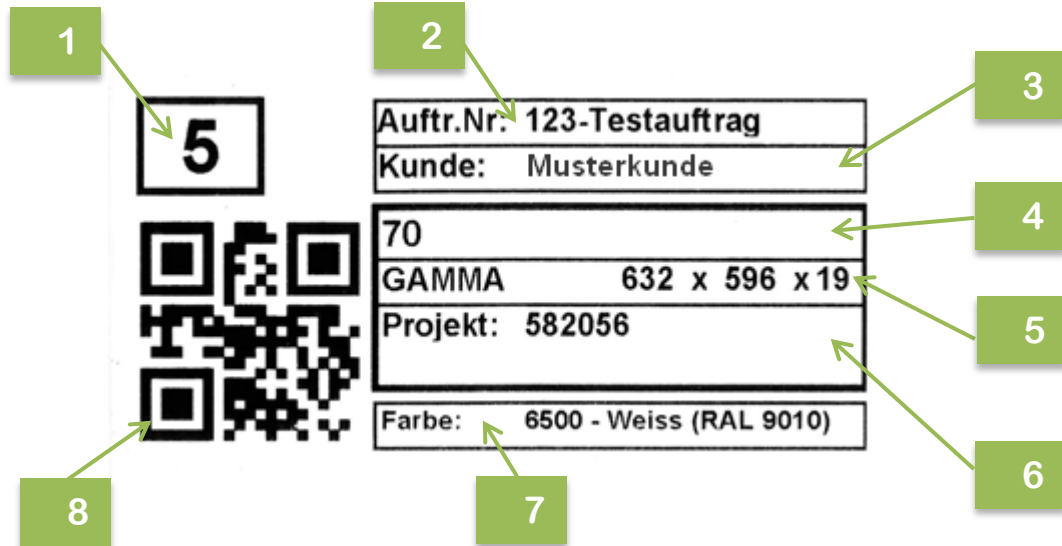 1
2
3
5
Auftr.Nr: 123-Testauftrag
Kunde: Musterkunde
4
70
GAMMA 632 x 596 x 19
5
Projekt: 582056
Farbe: 6500 - Weiss (RAL 9010)
6
8
7